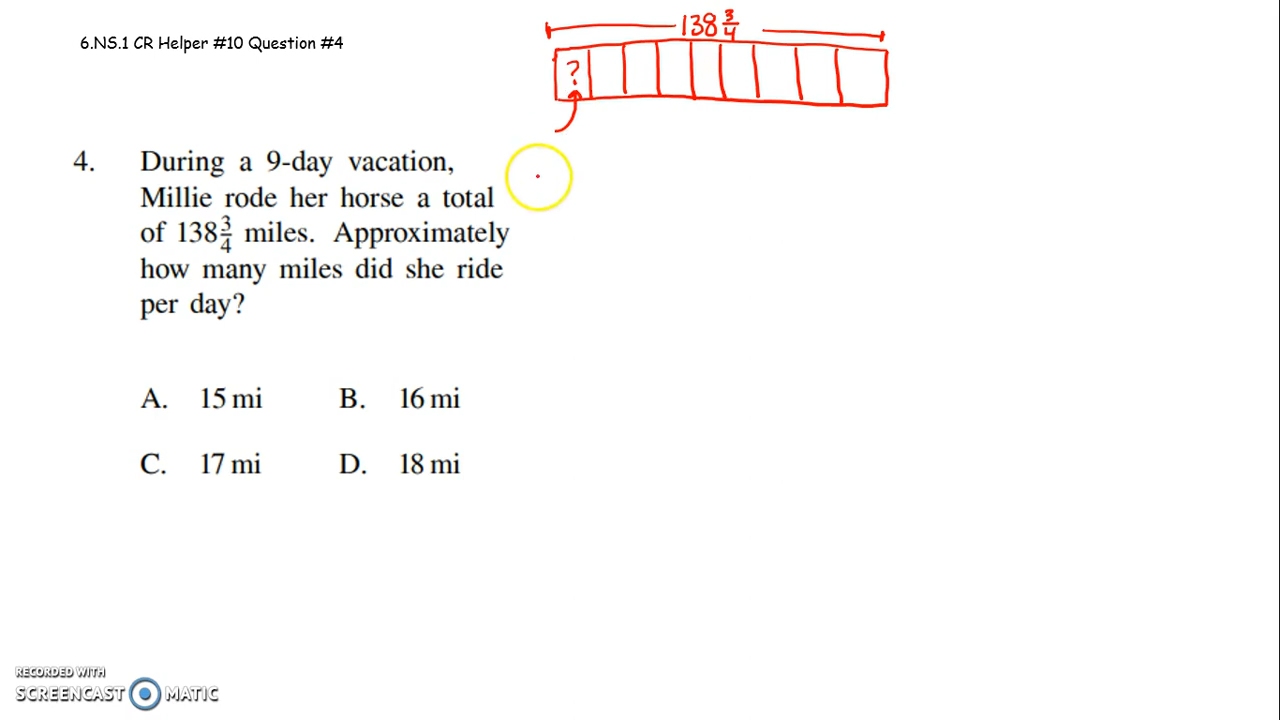 138 3/4
6.NS.1 CR Helper #10 Question #4
?
4. During a 9-day vacation,
Millie rode her horse a total
of 138 3/4 miles. Approximately
how many miles did she ride
per day?
A. 15 mi B. 16 mi
C. 17 mi D. 18 mi
RECORDED WITH
SCREENCAST MATIC